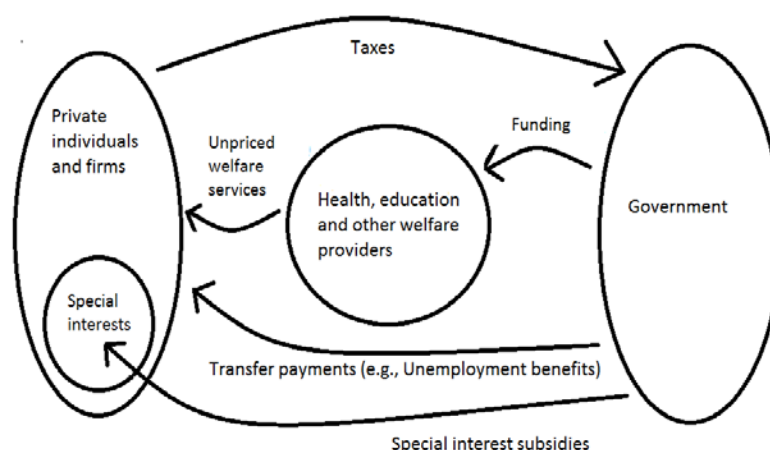 Taxes
Private
individuals
and firms
Unpriced
welfare
services
Funding
Health, education
and other welfare
providers
Government
Special
interests
Transfer payments (e.g., Unemployment benefits)
Special interest subsidies